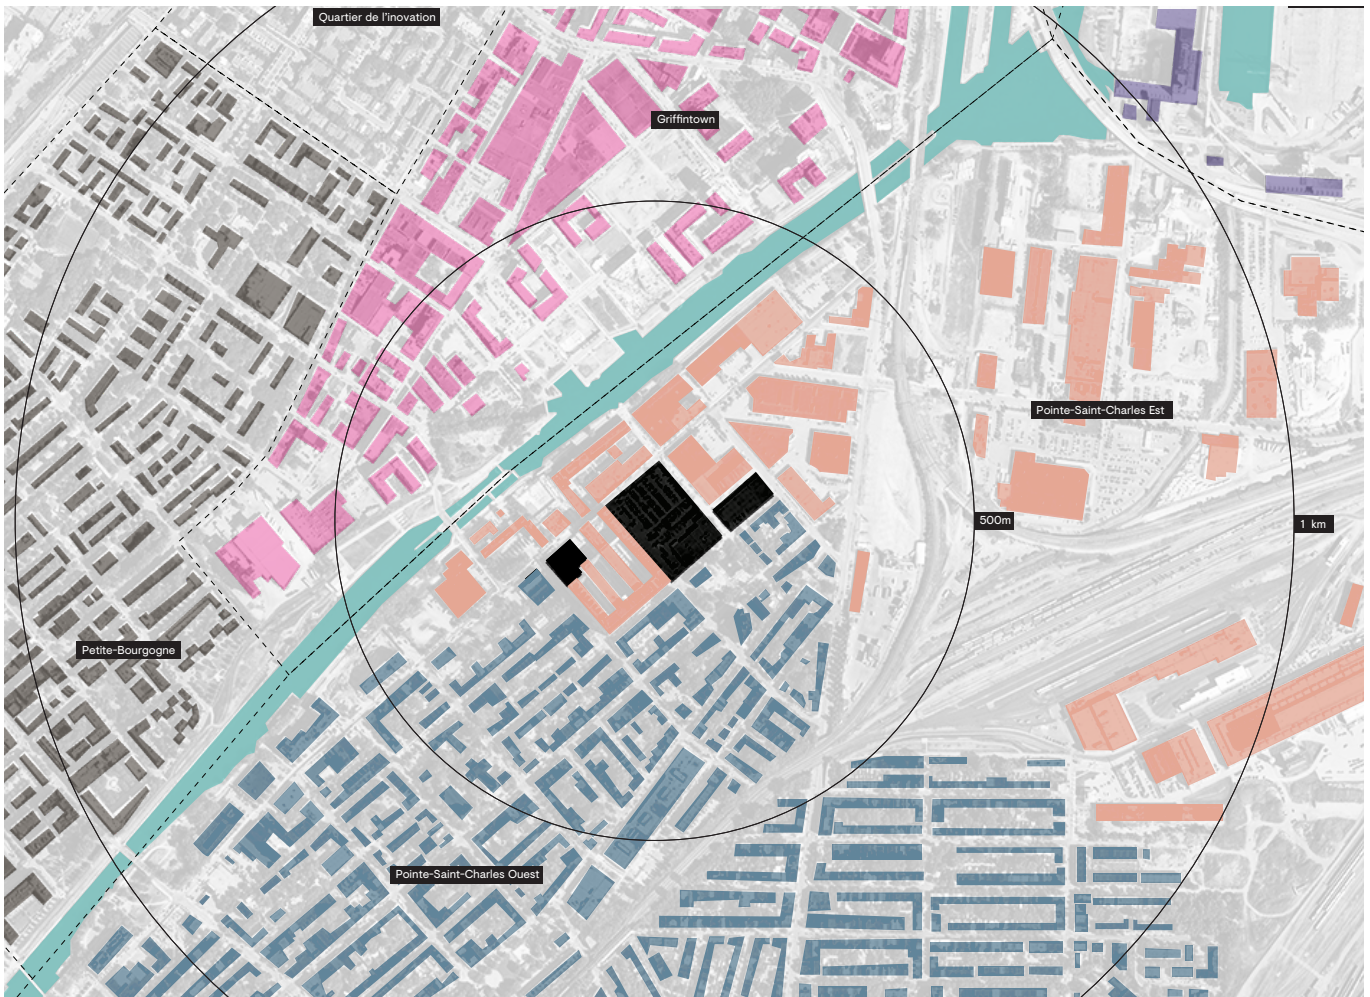 Quartier de l'inovation
Griffintown
Pointe-Saint-Charles Est
500m
1 km
Petite-Bourgogne
Pointe-Saint-Charles Ouest